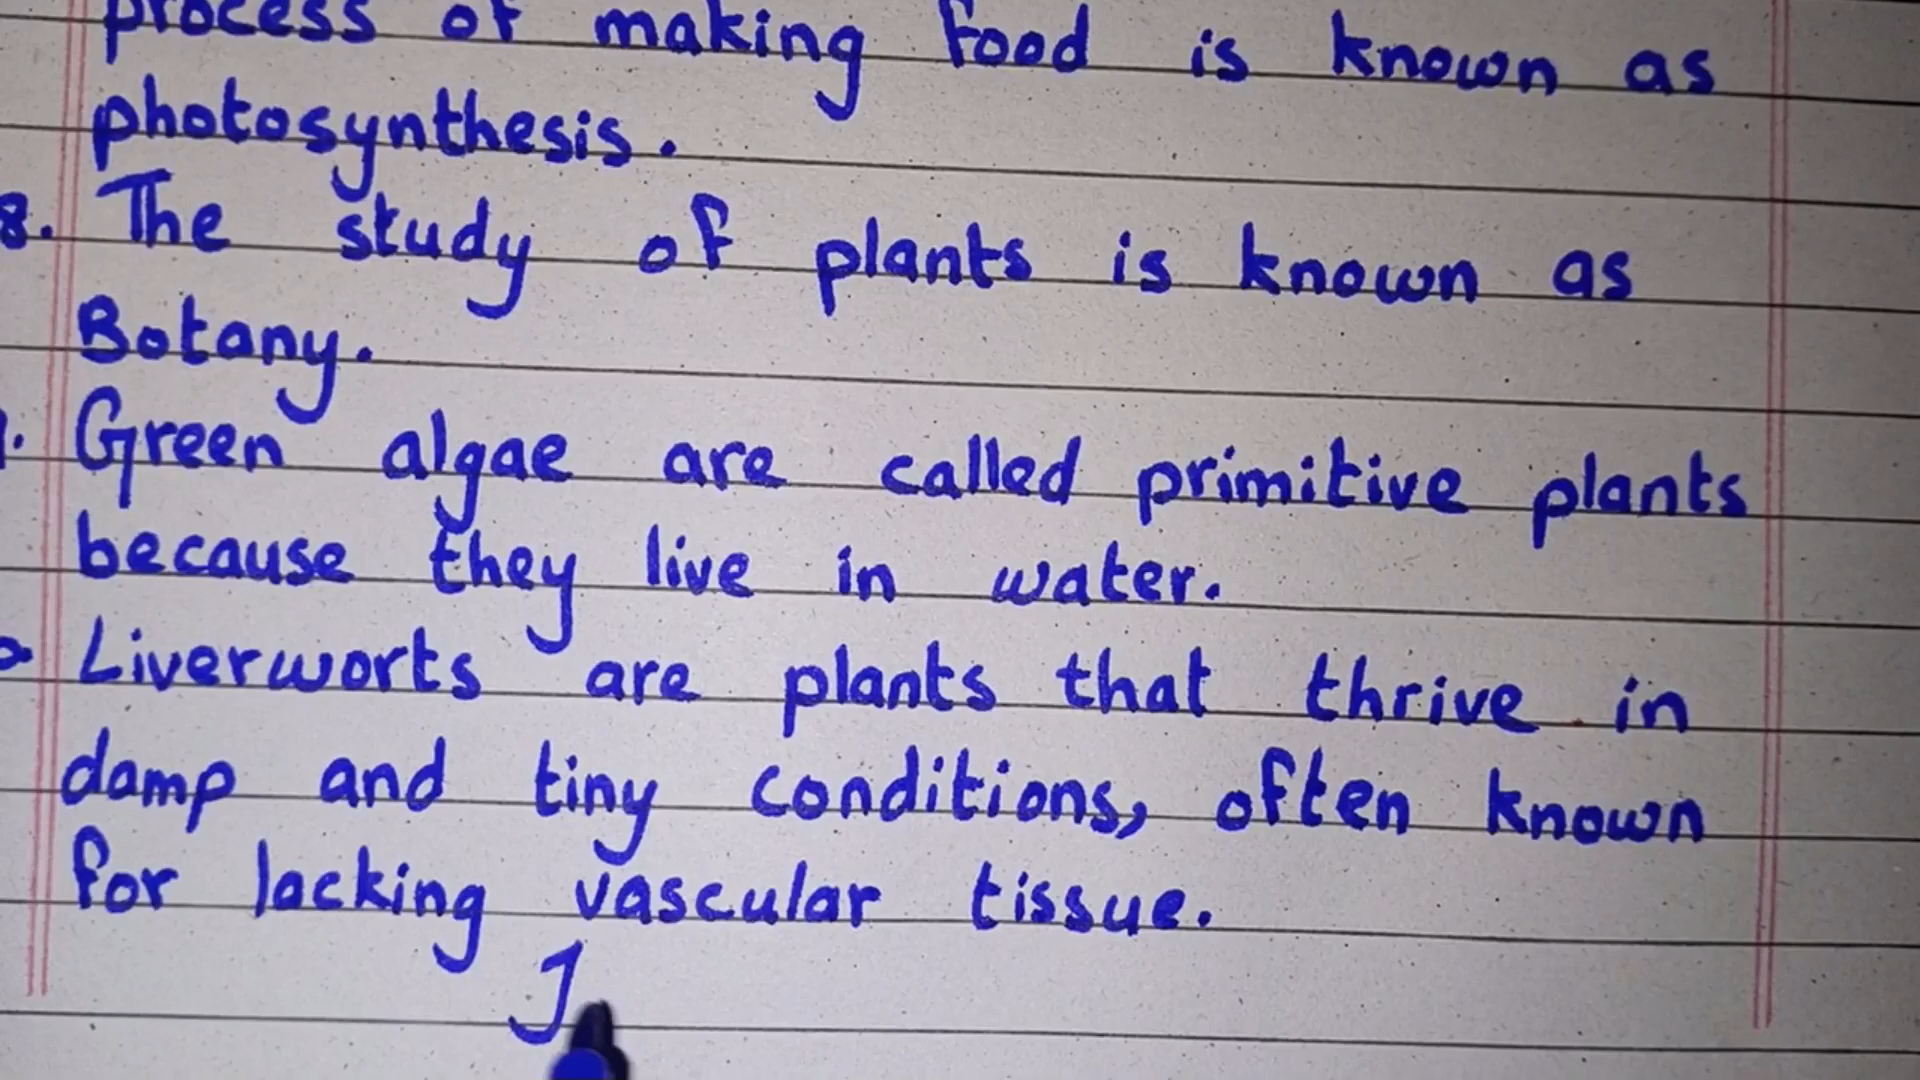 process of making food is known as
photosynthesis.
8. The study of plants is known as
Botany.
Green algae are called primitive plants
because they live in water.
Liverworts are plants that thrive in
damp and tiny conditions, often known
for lacking vascular tissue.
J